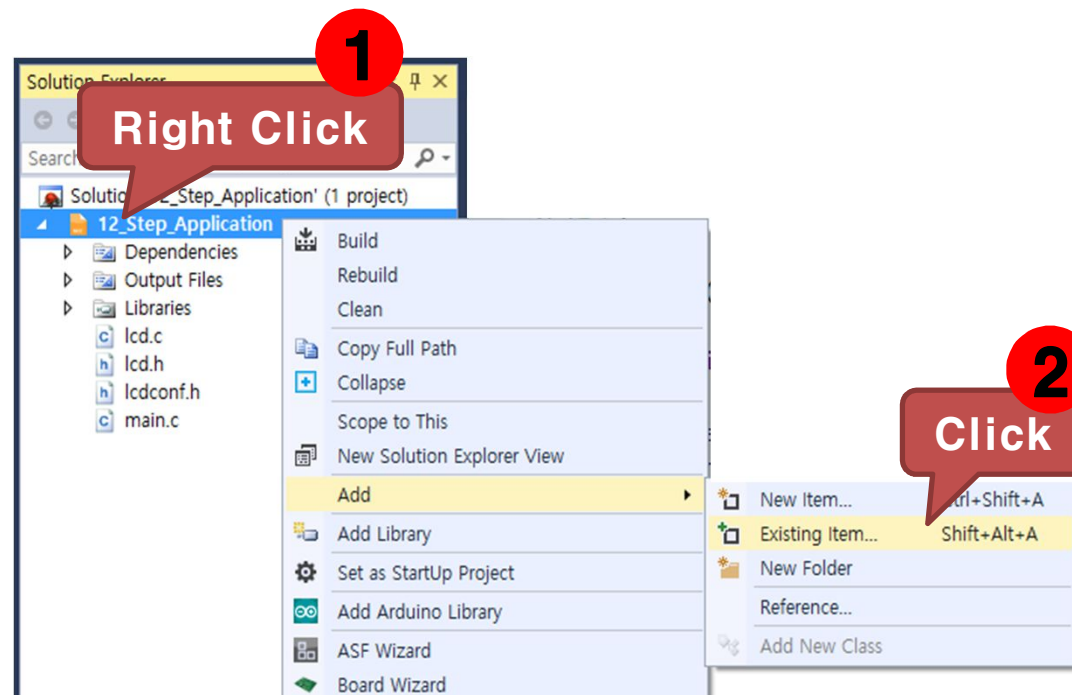 1
Solution Explorer
Right Click
Search
Solution '12_Step_Application' (1 project)
12_Step_Application
Dependencies
Output Files
Libraries
lcd.c
lcd.h
lcdconf.h
main.c
Build
Rebuild
Clean
Copy Full Path
Collapse
Scope to This
New Solution Explorer View
Add
Add Library
Set as StartUp Project
Add Arduino Library
ASF Wizard
Board Wizard
2
Click
New Item... Ctrl+Shift+A
Existing Item... Shift+Alt+A
New Folder
Reference...
Add New Class